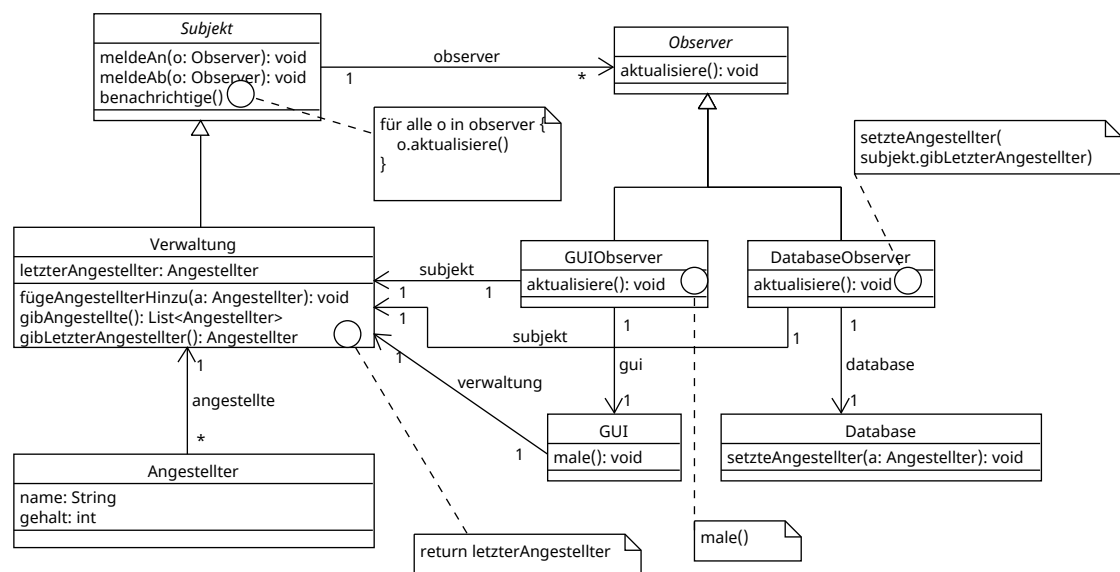 Subjekt
meldeAn(o: Observer): void
meldeAb(o: Observer): void
benachrichtige()
observer
1
*
Observer
aktualisiere(): void
für alle o in observer {
o.aktualisiere()
}
setzteAngestellter(
subjekt.gibLetzterAngestellter)
Verwaltung
letzterAngestellter: Angestellter
fügeAngestellterHinzu(a: Angestellter): void
gibAngestellte(): List<Angestellter>
gibLetzterAngestellter(): Angestellter
subjekt
1
1
GUIObserver
aktualisiere(): void
DatabaseObserver
aktualisiere(): void
1
subjekt
1
1
1
1
verwaltung
1
gui
1
database
1
1
angestellte
*
GUI
male(): void
Database
setzteAngestellter(a: Angestellter): void
Angestellter
name: String
gehalt: int
return letzterAngestellter
male()